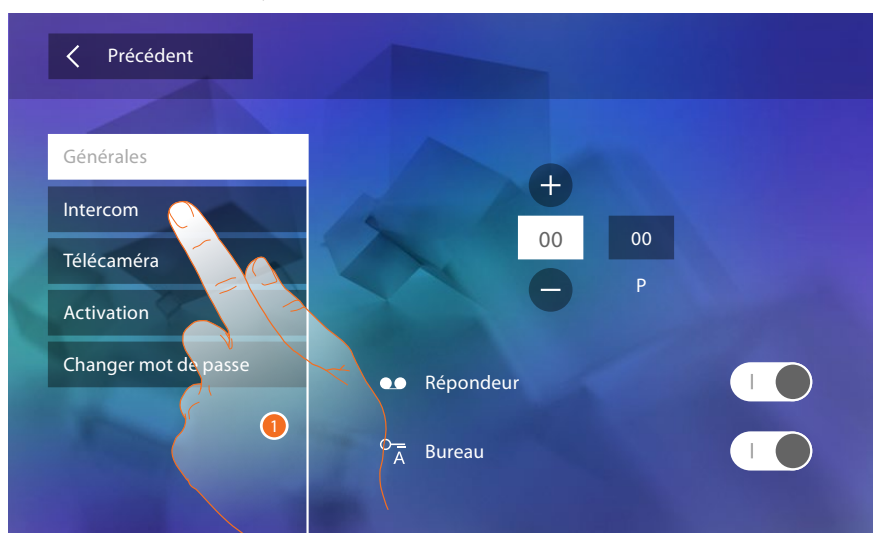 Précédent
Générales
Intercom
Télécaméra
Activation
Changer mot de passe
1
00 00
P
Répondeur
A Bureau